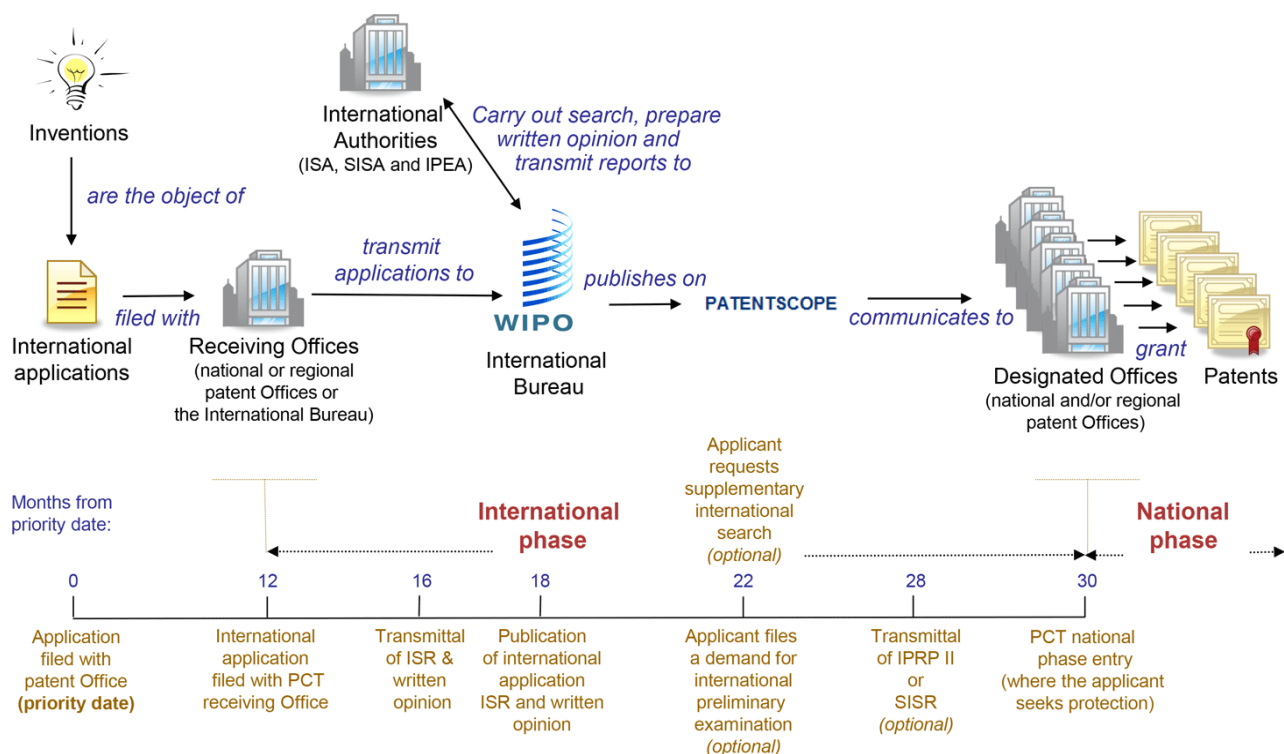 Inventions
are the object of
International
applications
filed with
Receiving Offices
(national or regional
patent Offices or
the International Bureau)
transmit
applications to
International
Authorities
(ISA, SISA and IPEA)
Carry out search, prepare
written opinion and
transmit reports to
WIPO
International
Bureau
publishes on
PATENTSCOPE
communicates to
Designated Offices
(national and/or regional
patent Offices)
grant
Patents
Months from
priority date:
International
phase
Applicant
requests
supplementary
international
search
(optional)
National
phase
0
12
16
18
22
28
30
Application
filed with
patent Office
(priority date)
International
application
filed with PCT
receiving Office
Transmittal
of ISR &
written
opinion
Publication
of international
application
ISR and written
opinion
Applicant files
a demand for
international
preliminary
examination
(optional)
Transmittal
of IPRP II
or
SISR
(optional)
PCT national
phase entry
(where the applicant
seeks protection)